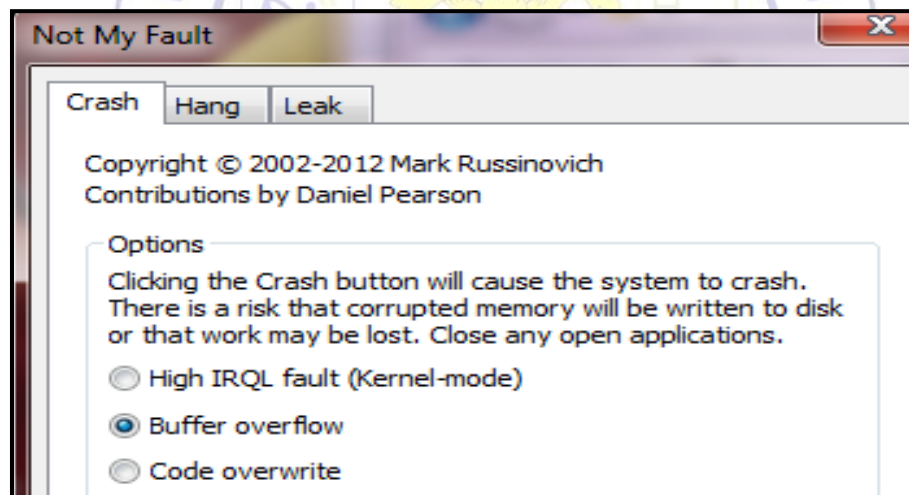 Not My Fault
Crash Hang Leak
Copyright © 2002-2012 Mark Russinovich
Contributions by Daniel Pearson
Options
Clicking the Crash button will cause the system to crash.
There is a risk that corrupted memory will be written to disk
or that work may be lost. Close any open applications.
High IRQL fault (Kernel-mode)
Buffer overflow
Code overwrite